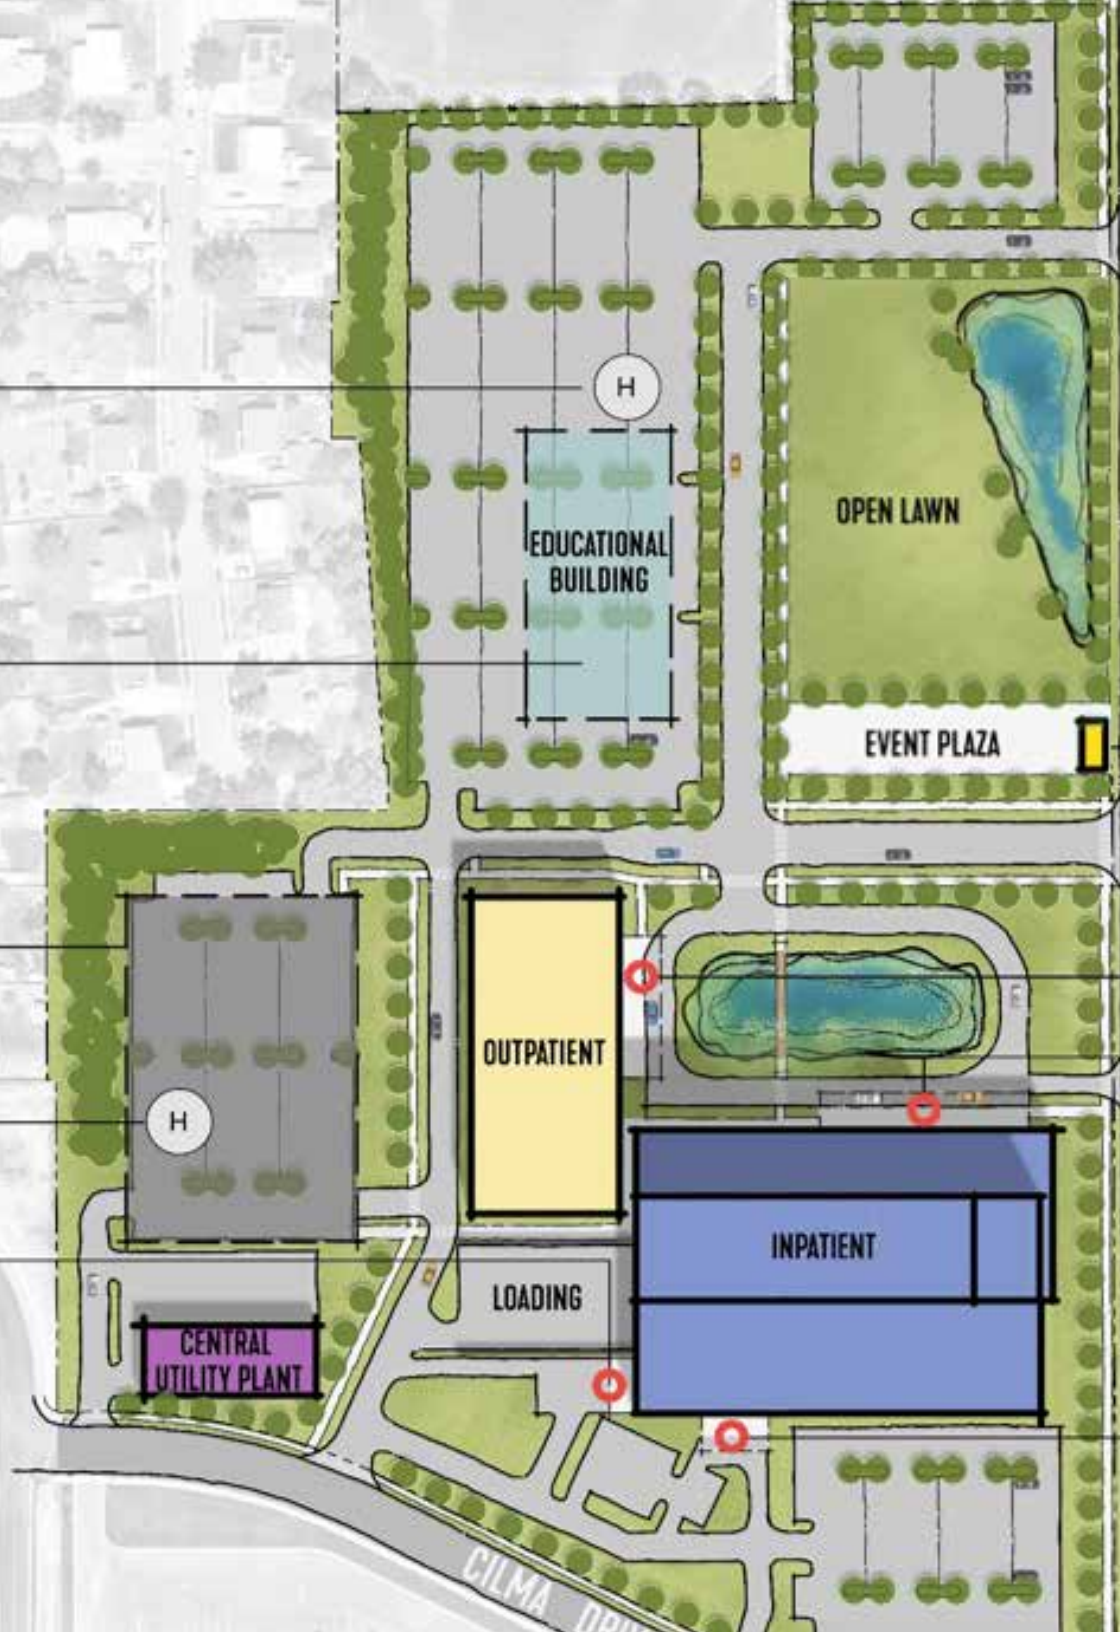 H
EDUCATIONAL
BUILDING
OPEN LAWN
EVENT PLAZA
OUTPATIENT
H
INPATIENT
LOADING
CENTRAL
UTILITY PLANT
CILMA